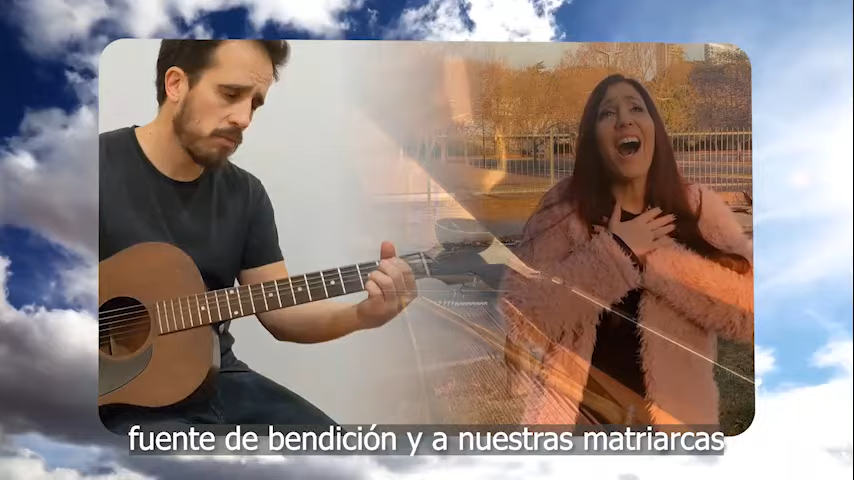 fuente de bendición y a nuestras matriarcas